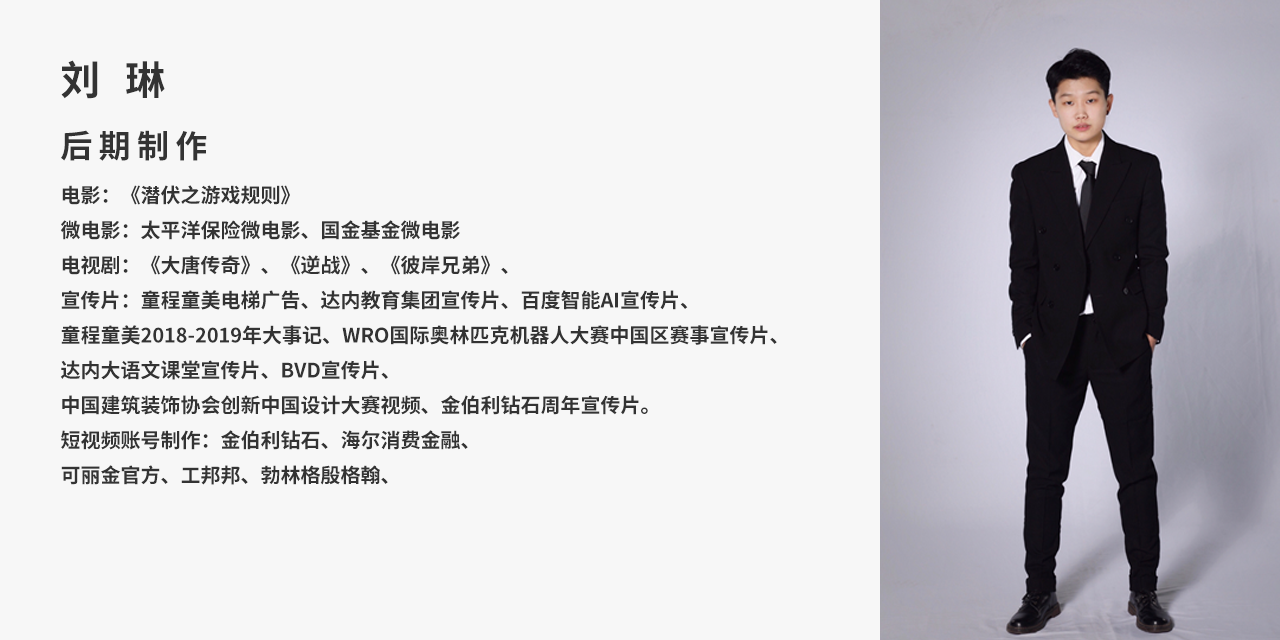 刘 琳
后期制作
电影：《潜伏之游戏规则》
微电影：太平洋保险微电影、国金基金微电影
电视剧：《大唐传奇》、《逆战》、《彼岸兄弟》、
宣传片：童程童美电梯广告、达内教育集团宣传片、百度智能AI宣传片、
童程童美2018-2019年大事记、WRO国际奥林匹克机器人大赛中国区赛事宣传片、
达内大语文课堂宣传片、BVD宣传片、
中国建筑装饰协会创新中国设计大赛视频、金伯利钻石周年宣传片。
短视频账号制作：金伯利钻石、海尔消费金融、
可丽金官方、工邦邦、勃林格殷格翰、